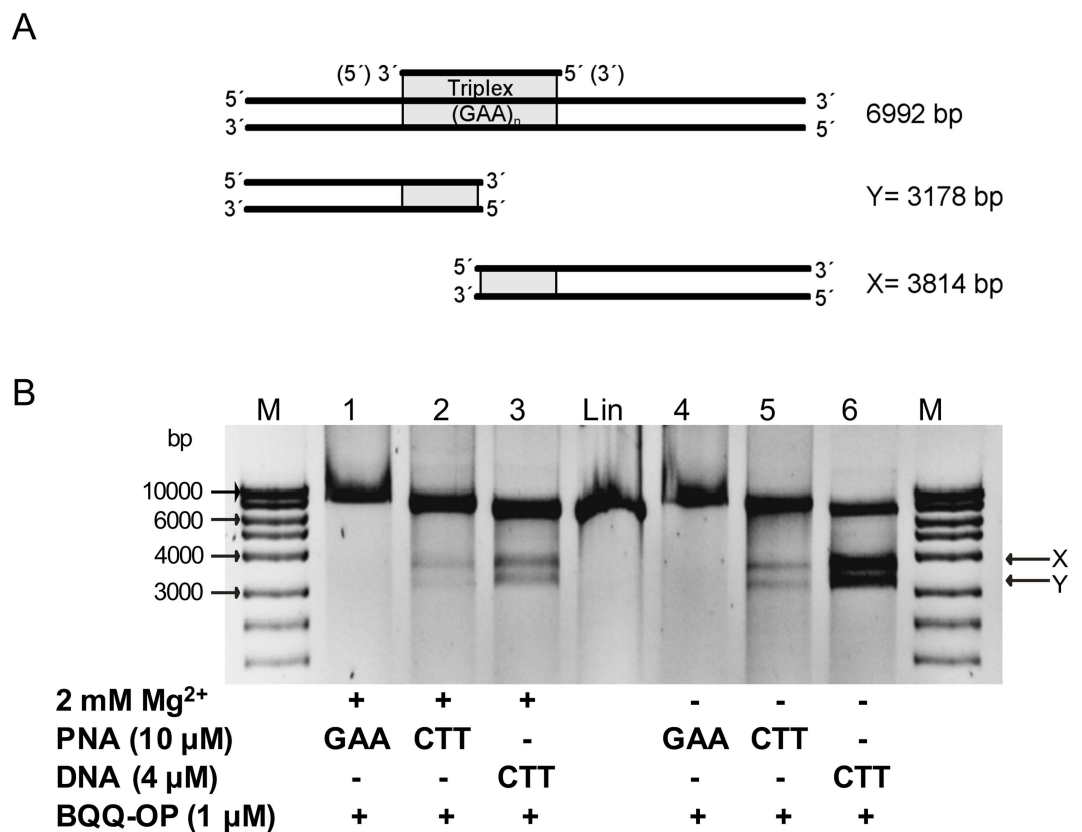 A
(5´) 3´ 5´ (3´)
Triplex
5´ 3´
(GAA)n
3´ 5´
6992 bp
5´ 3´
3´ 5´
Y= 3178 bp
5´ 3´
3´ 5´
X= 3814 bp
B
M 1 2 3 Lin 4 5 6 M
bp
10000
6000
4000 X
Y
3000
2 mM Mg2+ + + + - - -
PNA (10 µM) GAA CTT - GAA CTT -
DNA (4 µM) - - CTT - - CTT
BQQ-OP (1 µM) + + + + + +